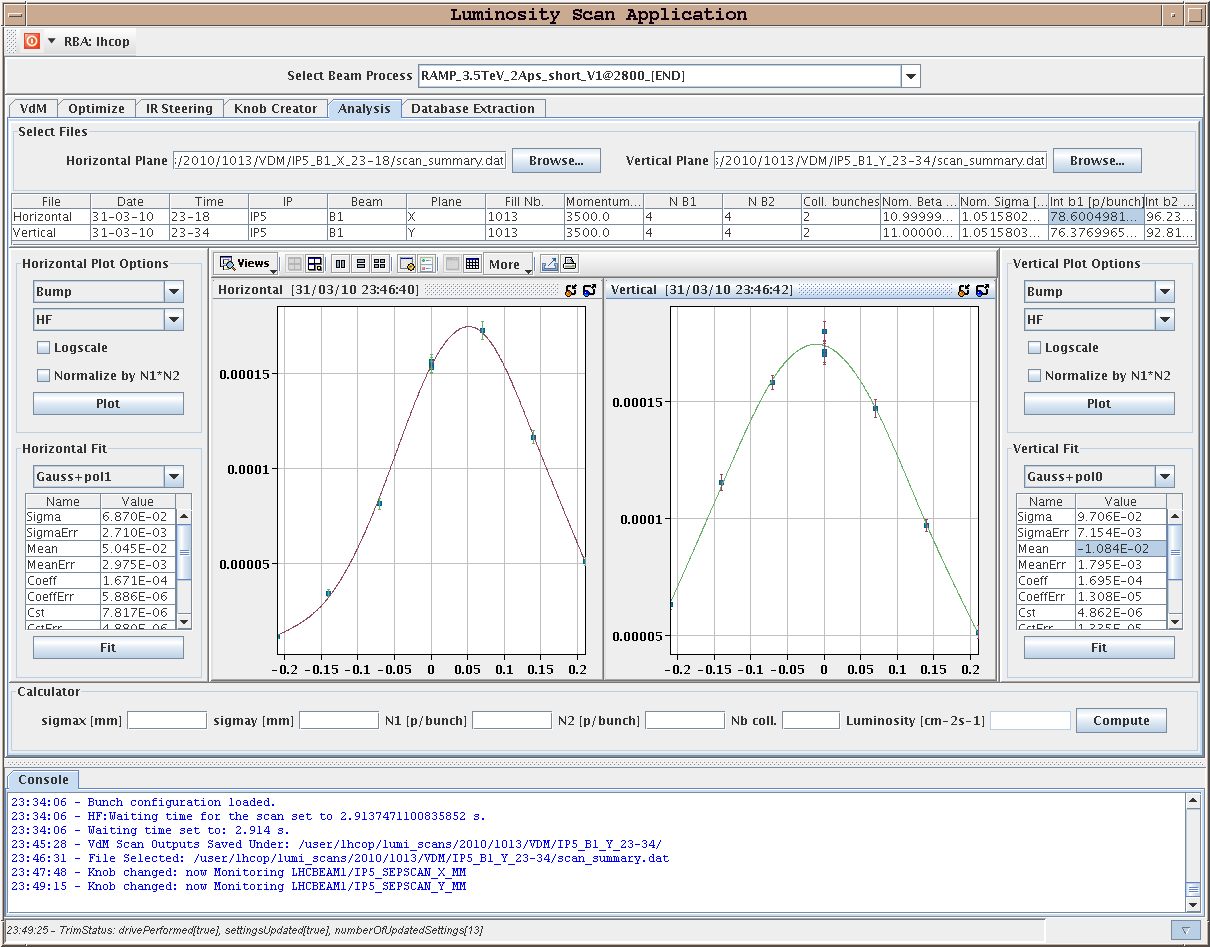 Luminosity Scan Application
RBA: lhcop
Select Beam Process RAMP_3.5TeV_2Aps_short_V1@2800_[END]
VdM Optimize IR Steering Knob Creator Analysis Database Extraction
Select Files
Horizontal Plane :/2010/1013/VDM/IP5_B1_X_23-18/scan_summary.dat Browse... Vertical Plane s/2010/1013/VDM/IP5_B1_Y_23-34/scan_summary.dat Browse...
File Date Time IP Beam Plane Fill Nb. Momentum... N B1 N B2 Coll. bunches Nom. Beta ... Nom. Sigma [... Int b1 [p/bunch] Int b2 ...
Horizontal 31-03-10 23-18 IP5 B1 X 1013 3500.0 4 4 2 10.99999... 1.0515802... 78.6004981... 96.23...
Vertical 31-03-10 23-34 IP5 B1 Y 1013 3500.0 4 4 2 11.00000... 1.0515803... 76.3769965... 92.81...
Horizontal Plot Options
Bump
HF
Logscale
Normalize by N1*N2
Plot
Horizontal Fit
Gauss+pol1
Name Value
Sigma 6.870E-02
SigmaErr 2.710E-03
Mean 5.045E-02
MeanErr 2.975E-03
Coeff 1.671E-04
CoeffErr 5.886E-06
Cst 7.817E-06
CstErr 4.880E-06
Fit
Views More
Horizontal [31/03/10 23:46:40]
0.00015
0.0001
0.00005
-0.2 -0.15 -0.1 -0.05 0 0.05 0.1 0.15 0.2
Vertical [31/03/10 23:46:42]
0.00015
0.0001
0.00005
-0.2 -0.15 -0.1 -0.05 0 0.05 0.1 0.15 0.2
Vertical Plot Options
Bump
HF
Logscale
Normalize by N1*N2
Plot
Vertical Fit
Gauss+pol0
Name Value
Sigma 9.706E-02
SigmaErr 7.154E-03
Mean -1.084E-02
MeanErr 1.795E-03
Coeff 1.695E-04
CoeffErr 1.308E-05
Cst 4.862E-06
CstErr 1.335E-05
Fit
Calculator
sigmax [mm] sigmay [mm] N1 [p/bunch] N2 [p/bunch] Nb coll. Luminosity [cm-2s-1] Compute
Console
23:34:06 - Bunch configuration loaded.
23:34:06 - HF:Waiting time for the scan set to 2.9137471100835852 s.
23:34:06 - Waiting time set to: 2.914 s.
23:45:28 - VdM Scan Outputs Saved Under: /user/lhcop/lumi_scans/2010/1013/VDM/IP5_B1_Y_23-34/
23:46:31 - File Selected: /user/lhcop/lumi_scans/2010/1013/VDM/IP5_B1_Y_23-34/scan_summary.dat
23:47:48 - Knob changed: now Monitoring LHCBEAM1/IP5_SEPSCAN_X_MM
23:49:15 - Knob changed: now Monitoring LHCBEAM1/IP5_SEPSCAN_Y_MM
23:49:25 - TrimStatus: drivePerformed[true], settingsUpdated[true], numberOfUpdatedSettings[13]